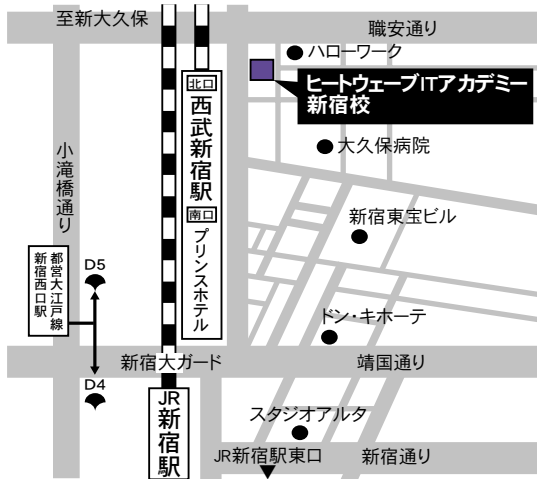 至新大久保
職安通り
ハローワーク
ヒートウェーブITアカデミー
新宿校
北口
西武新宿駅
南口
プリンスホテル
大久保病院
小滝橋通り
新宿東宝ビル
都営大江戸線
新宿西口駅
D5
ドン・キホーテ
新宿大ガード
靖国通り
D4
JR新宿駅
スタジオアルタ
JR新宿駅東口
新宿通り